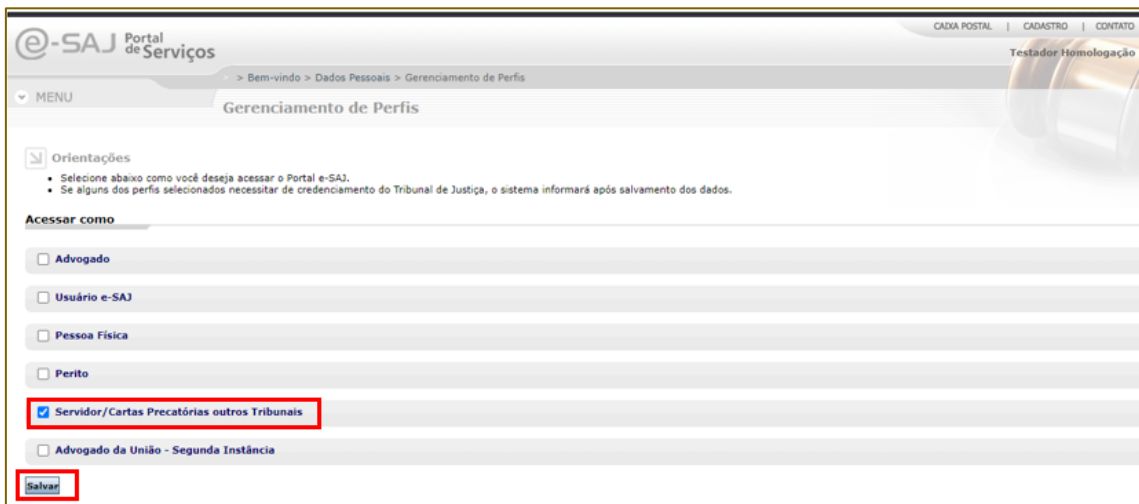 CAIXA POSTAL | CADASTRO | CONTATO
e-SAJ Portal de Serviços
Testador Homologação
> Bem-vindo > Dados Pessoais > Gerenciamento de Perfis
MENU
Gerenciamento de Perfis
Orientações
• Selecione abaixo como você deseja acessar o Portal e-SAJ.
• Se alguns dos perfis selecionados necessitar de credenciamento do Tribunal de Justiça, o sistema informará após salvamento dos dados.
Acessar como
Advogado
Usuário e-SAJ
Pessoa Física
Perito
Servidor/Cartas Precatórias outros Tribunais
Advogado da União - Segunda Instância
Salvar